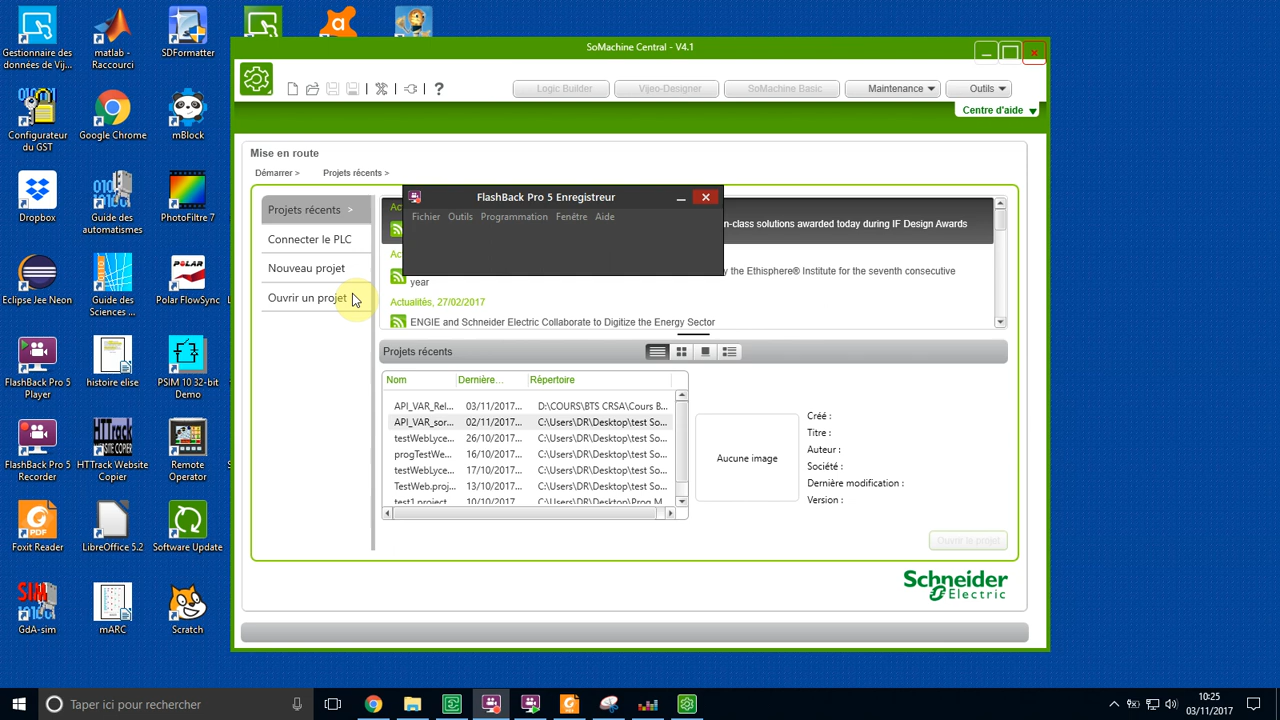 Gestionnaire des
données de Vij...
matlab -
Raccourci
SDFormatter
Configurateur
du GST
Google Chrome
mBlock
Dropbox
Guide des
automatismes
PhotoFiltre 7
Eclipse Jee Neon
Guide des
Sciences ...
Polar FlowSync
FlashBack Pro 5
Player
histoire elise
PSIM 10 32-bit
Demo
FlashBack Pro 5
Recorder
HTTrack Website
Copier
Remote
Operator
Foxit Reader
LibreOffice 5.2
Software Update
GdA-sim
mARC
Scratch
SoMachine Central - V4.1
Logic Builder
Vijeo-Designer
SoMachine Basic
Maintenance
Outils
Centre d'aide
Mise en route
Démarrer >
Projets récents >
Projets récents >
Connecter le PLC
Nouveau projet
Ouvrir un projet
FlashBack Pro 5 Enregistreur
Fichier Outils Programmation Fenêtre Aide
n-class solutions awarded today during IF Design Awards
y the Ethisphere® Institute for the seventh consecutive
year
Actualités, 27/02/2017
ENGIE and Schneider Electric Collaborate to Digitize the Energy Sector
Projets récents
Nom Dernière... Répertoire
API_VAR_Rel... 03/11/2017... D:\COURS\BTS CRSA\Cours B...
API_VAR_sor... 02/11/2017... C:\Users\DR\Desktop\test So...
testWebLyce... 26/10/2017... C:\Users\DR\Desktop\test So...
progTestWe... 16/10/2017... C:\Users\DR\Desktop\test So...
testWebLyce... 17/10/2017... C:\Users\DR\Desktop\test So...
TestWeb.proj... 13/10/2017... C:\Users\DR\Desktop\test So...
test1.project 10/10/2017... C:\Users\DR\Desktop\Prog M...
Aucune image
Créé :
Titre :
Auteur :
Société :
Dernière modification :
Version :
Ouvrir le projet
Schneider
Electric
Taper ici pour rechercher
10:25
03/11/2017